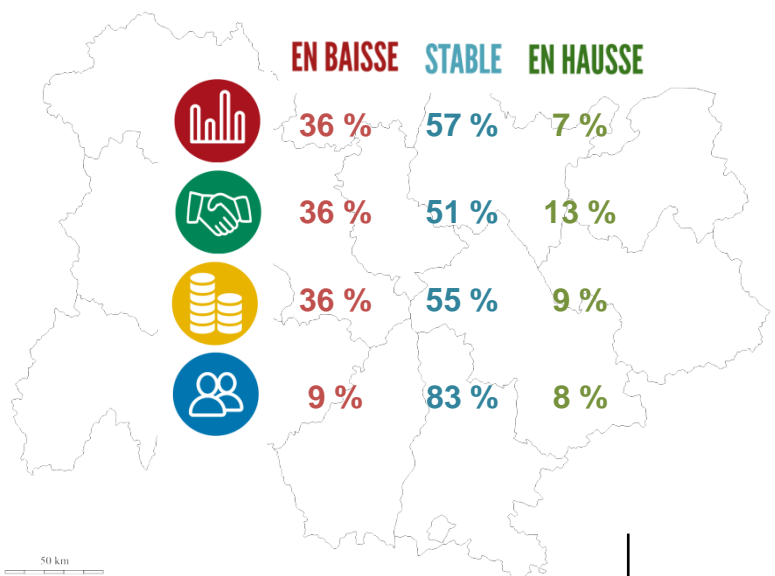 EN BAISSE STABLE EN HAUSSE
36 % 57 % 7 %
36 % 51 % 13 %
36 % 55 % 9 %
9 % 83 % 8 %
50 km